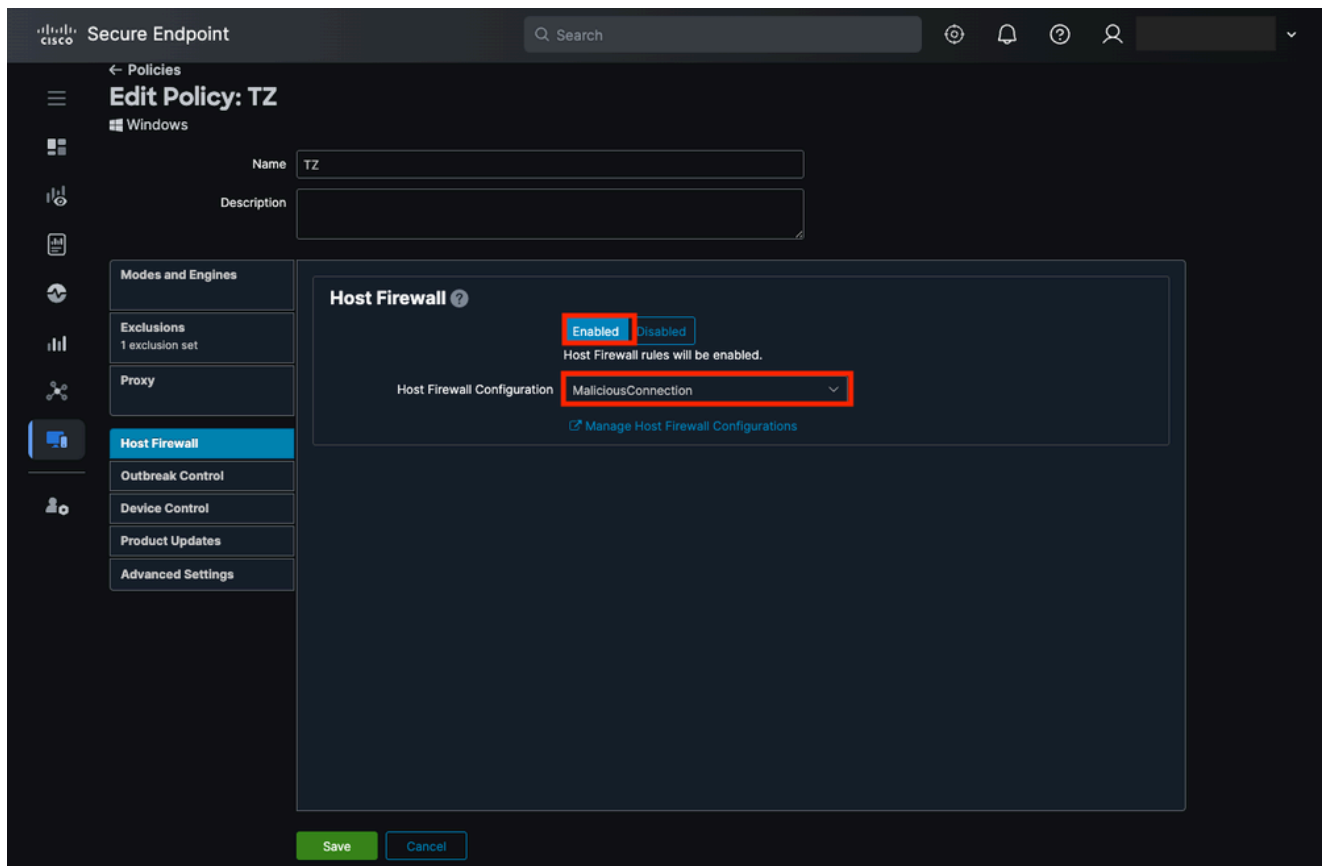 cisco Secure Endpoint
Search
← Policies
Edit Policy: TZ
Windows
Name
TZ
Description
Modes and Engines
Exclusions
1 exclusion set
Proxy
Host Firewall
Outbreak Control
Device Control
Product Updates
Advanced Settings
Host Firewall ?
Enabled Disabled
Host Firewall rules will be enabled.
Host Firewall Configuration MaliciousConnection
Manage Host Firewall Configurations
Save Cancel